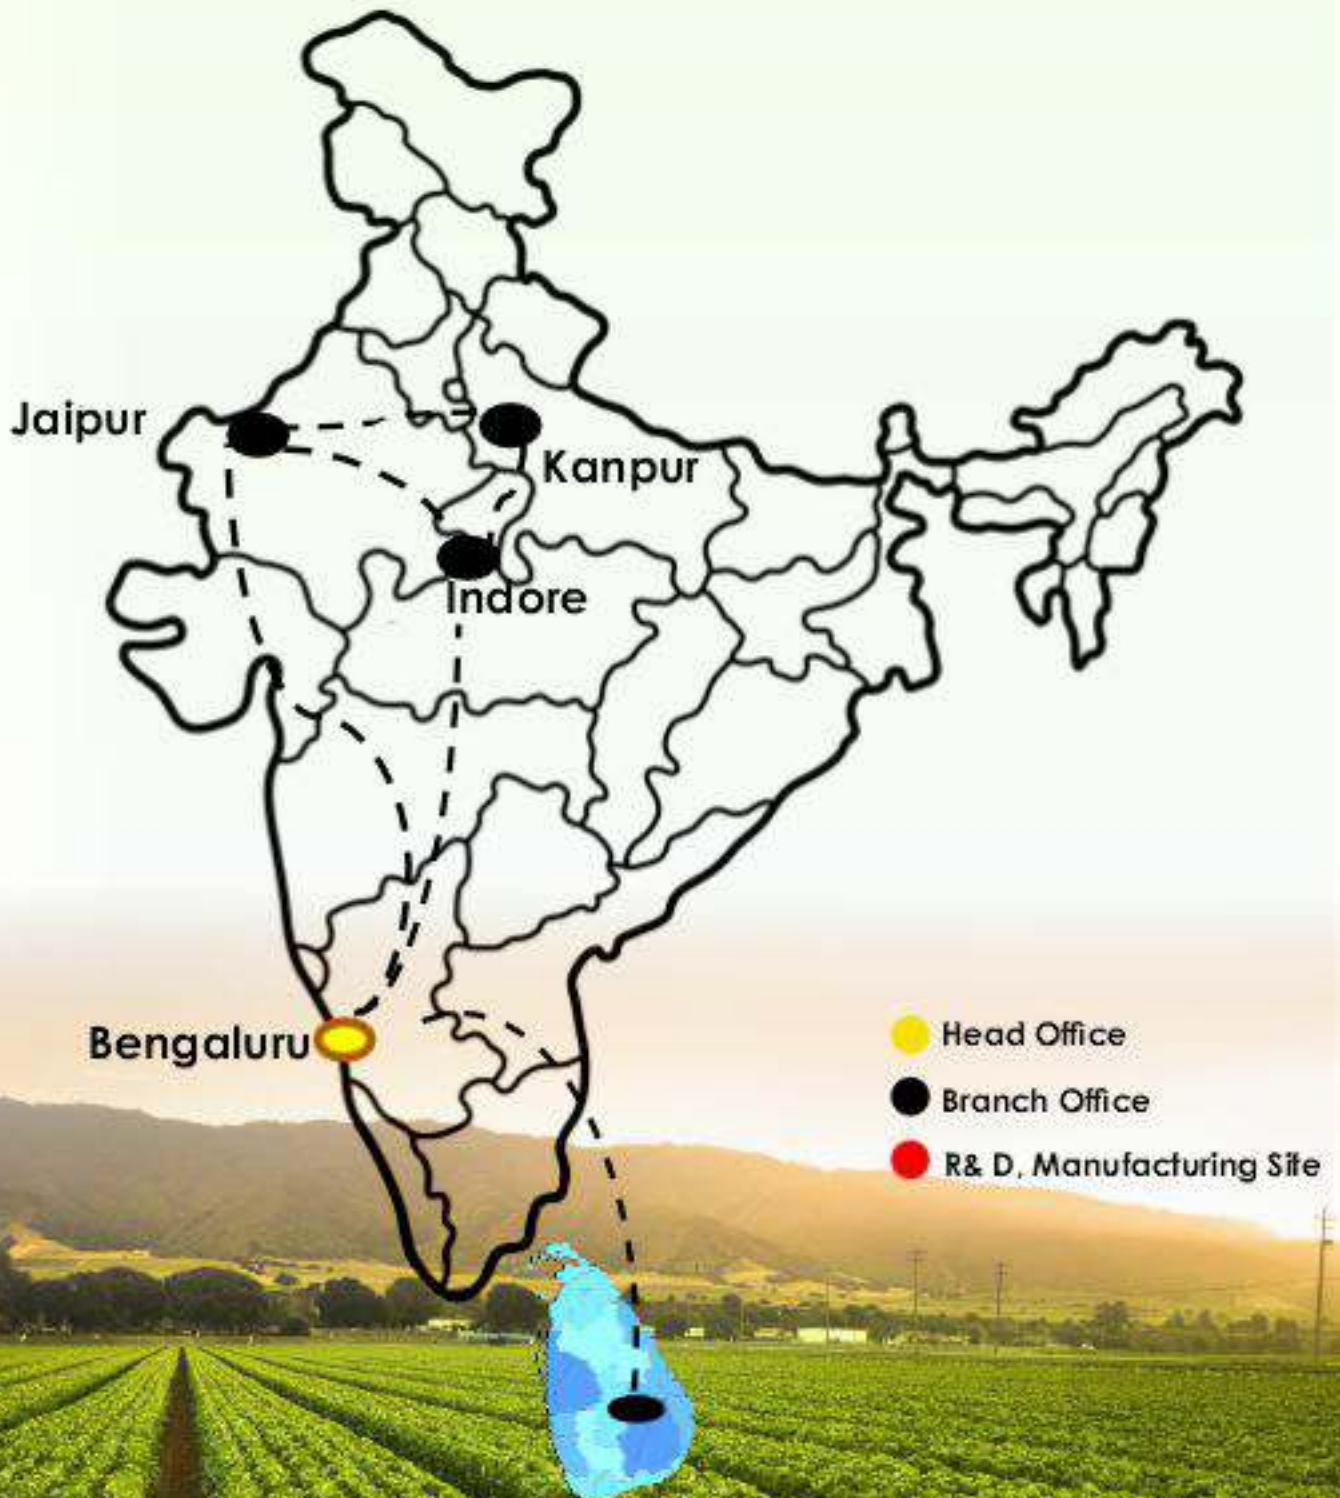 Jaipur
Kanpur
Indore
Bengaluru
Head Office
Branch Office
R& D, Manufacturing Site